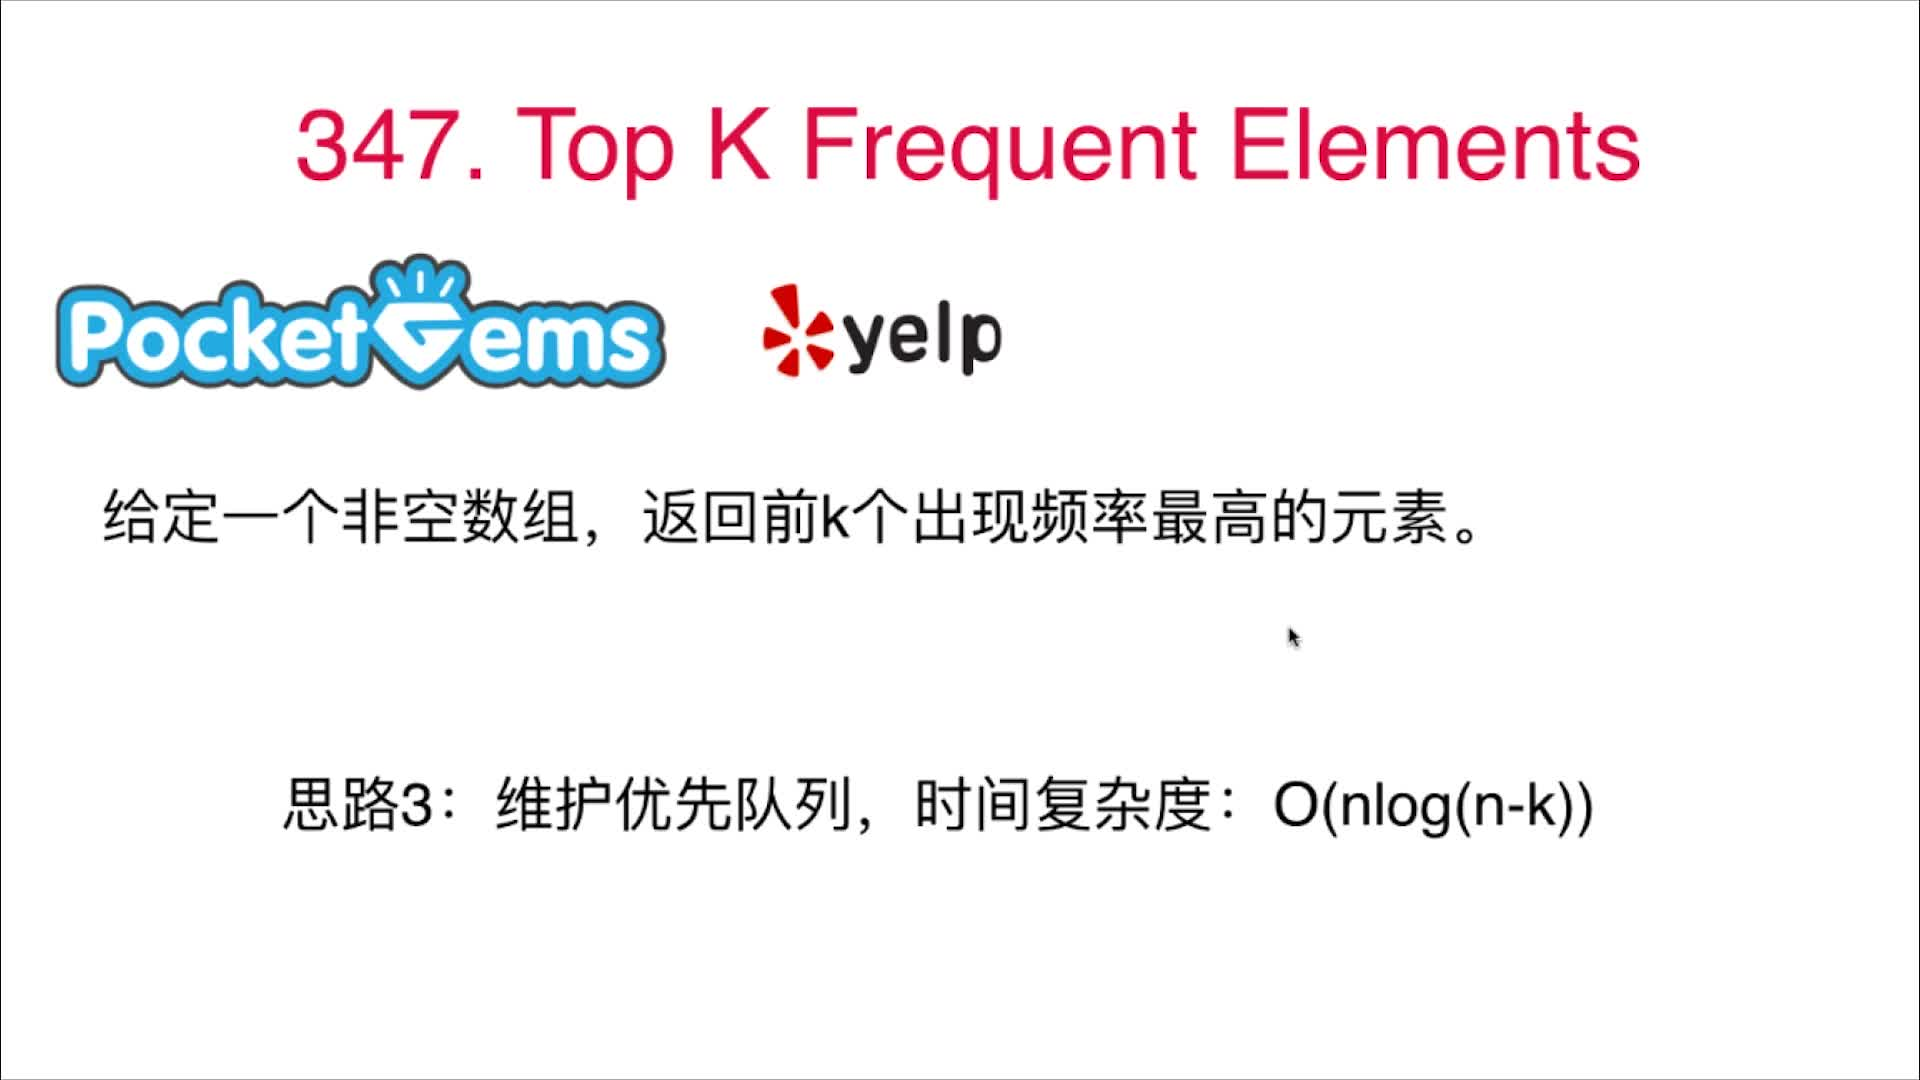 347. Top K Frequent Elements
PocketGems
yelp
给定一个非空数组，返回前k个出现频率最高的元素。
思路3：维护优先队列，时间复杂度：O(nlog(n-k))